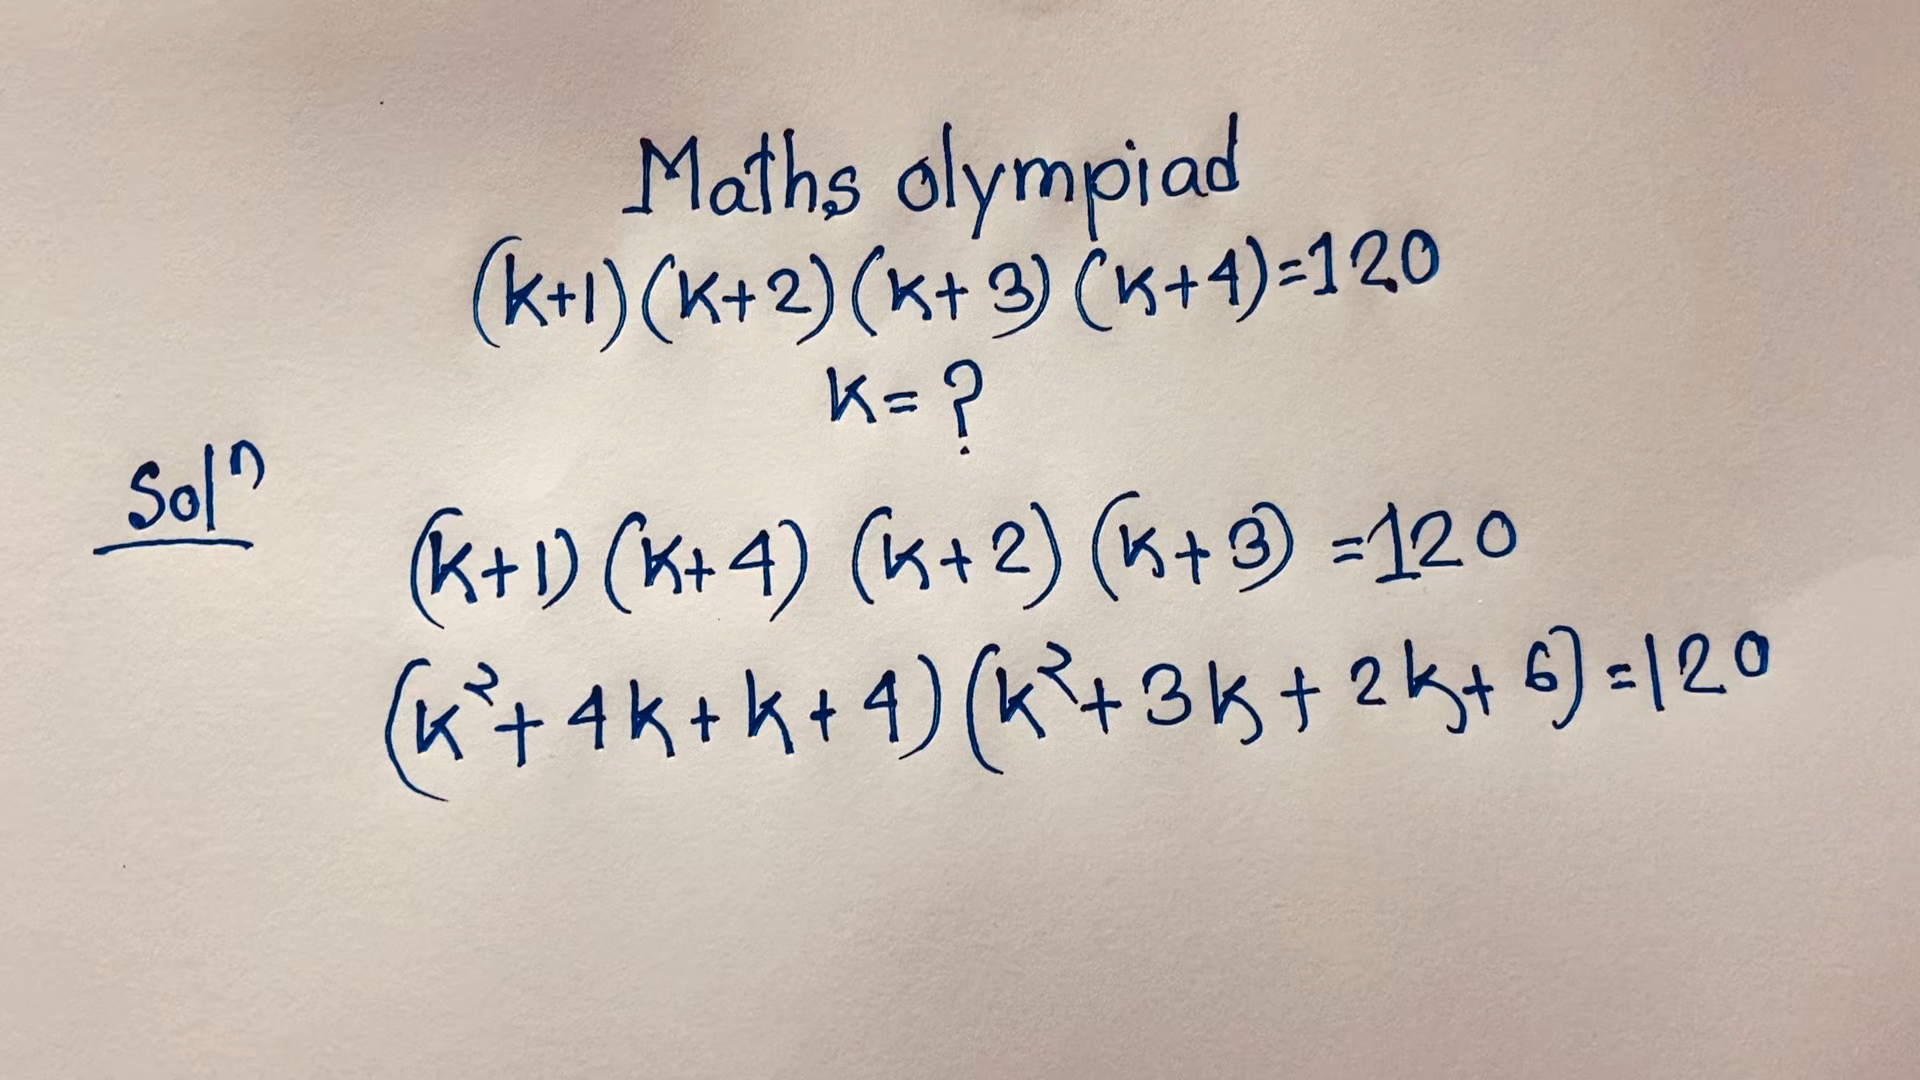 Maths olympiad
(k+1)(k+2)(k+3)(k+4)=120
k=?
Solⁿ
(k+1)(k+4) (k+2)(k+3) =120
(k²+4k+k+4)(k²+3k+2k+6)=120